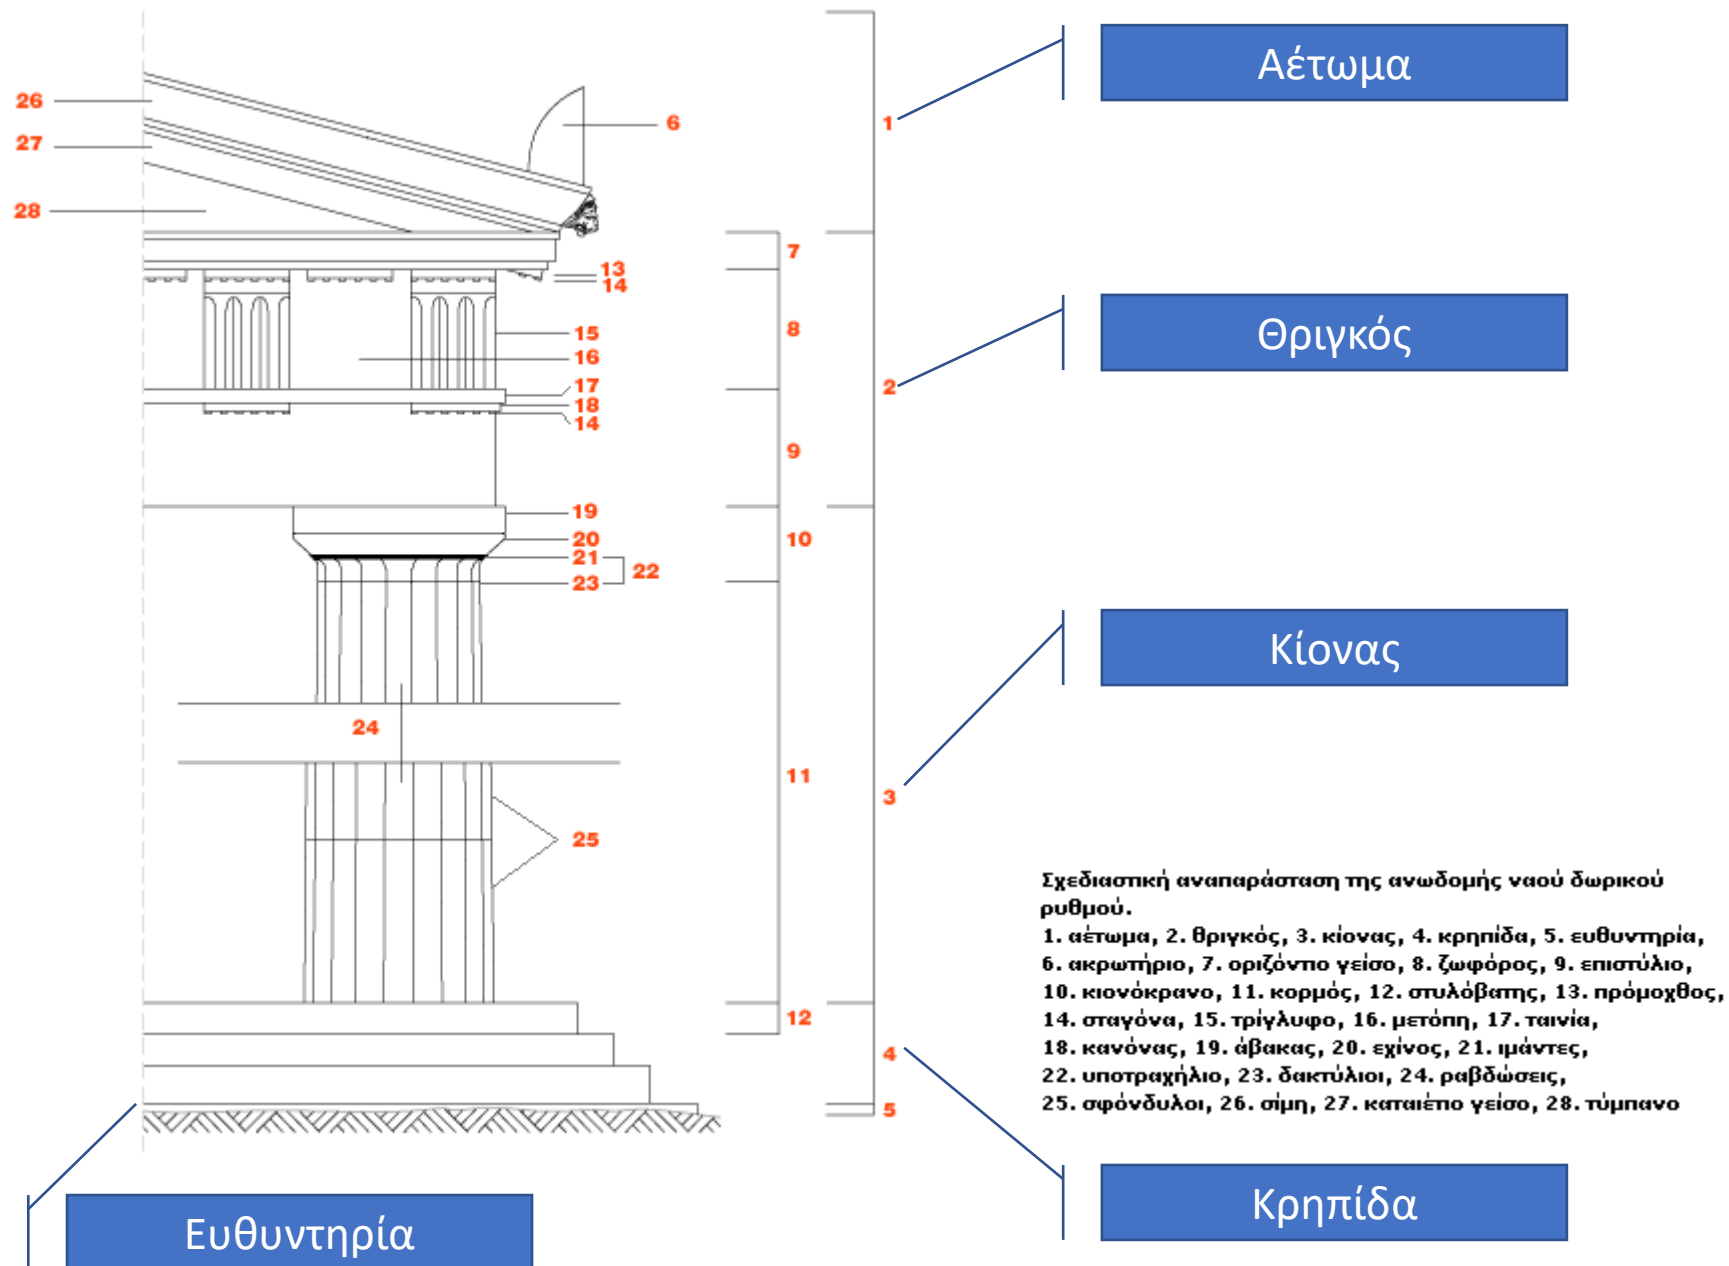 Αέτωμα
26
6
1
27
28
7
13
14
Θριγκός
15
8
16
17
2
18
14
9
19
20
10
21
22
23
Κίονας
24
11
3
25
Σχεδιαστική αναπαράσταση της ανωδομής ναού δωρικού
ρυθμού.
1. αέτωμα, 2. θριγκός, 3. κίονας, 4. κρηπίδα, 5. ευθυντηρία,
6. ακρωτήριο, 7. οριζόντιο γείσο, 8. ζωφόρος, 9. επιστύλιο,
10. κιονόκρανο, 11. κορμός, 12. στυλόβατης, 13. πρόμοχθος,
14. σταγόνα, 15. τρίγλυφο, 16. μετόπη, 17. ταινία,
18. κανόνας, 19. άβακας, 20. εχίνος, 21. ιμάντες,
22. υποτραχήλιο, 23. δακτύλιοι, 24. ραβδώσεις,
25. σφόνδυλοι, 26. σίμη, 27. καταιέτιο γείσο, 28. τύμπανο
12
4
5
Κρηπίδα
Ευθυντηρία